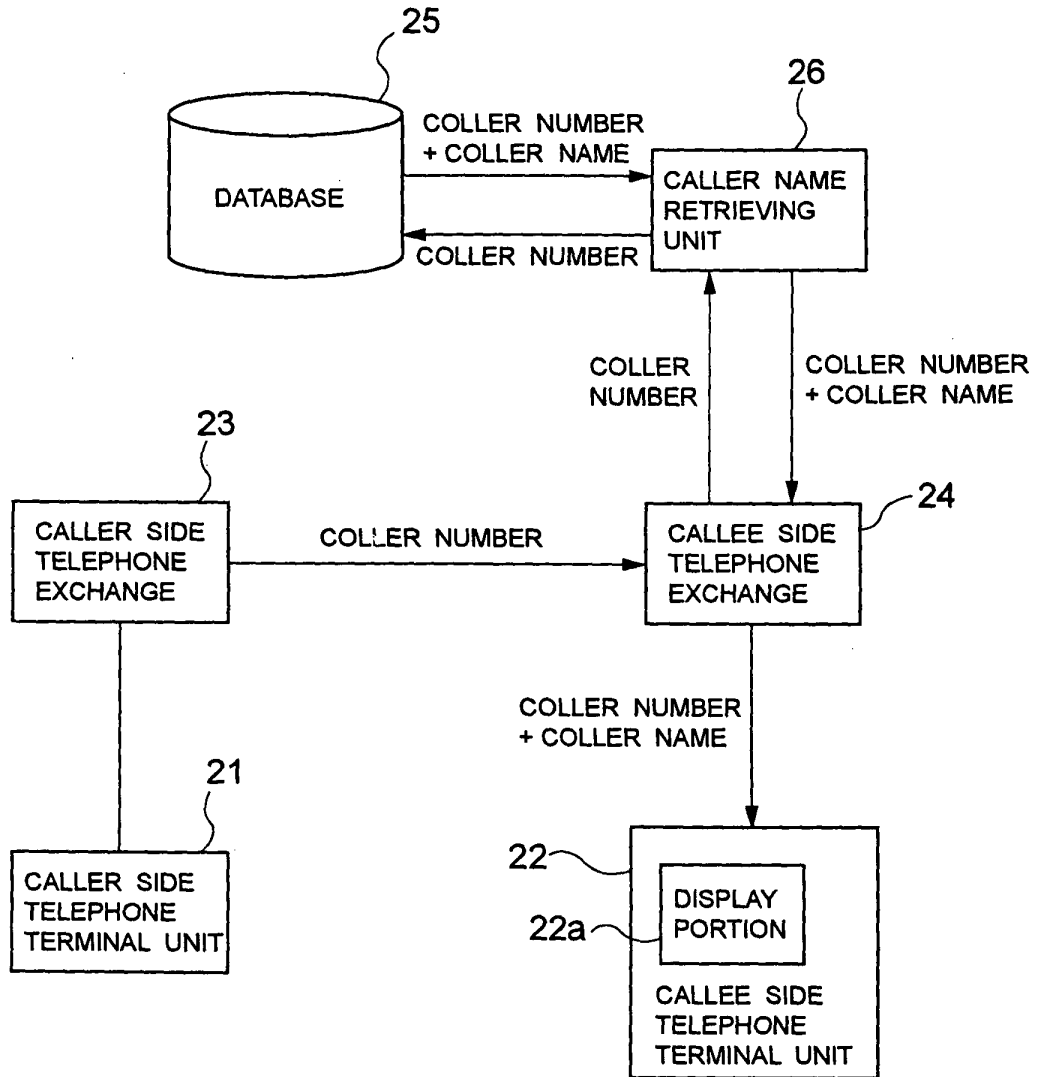 25
26
COLLER NUMBER
+ COLLER NAME
DATABASE
CALLER NAME
RETRIEVING
UNIT
COLLER NUMBER
COLLER
NUMBER
COLLER NUMBER
+ COLLER NAME
23
24
CALLER SIDE
TELEPHONE
EXCHANGE
COLLER NUMBER
CALLEE SIDE
TELEPHONE
EXCHANGE
COLLER NUMBER
+ COLLER NAME
21
CALLER SIDE
TELEPHONE
TERMINAL UNIT
22
DISPLAY
PORTION
22a
CALLEE SIDE
TELEPHONE
TERMINAL UNIT